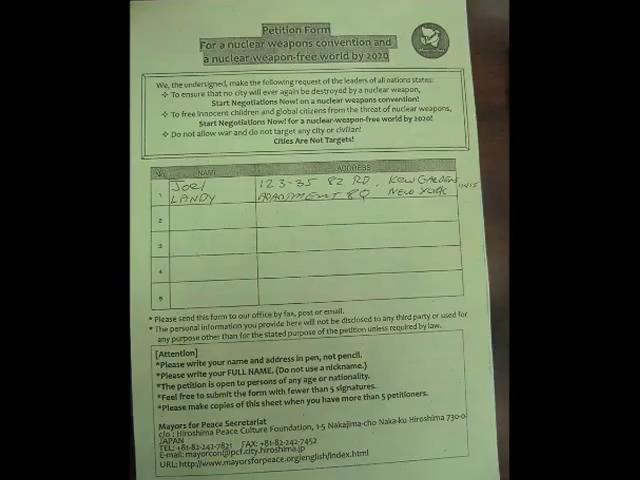 Petition Form
For a nuclear weapons convention and
a nuclear-weapon-free world by 2020
We, the undersigned, make the following request of the leaders of all nations states:
❖ To ensure that no city will ever again be destroyed by a nuclear weapon,
Start Negotiations Now! on a nuclear weapons convention!
❖ To free innocent children and global citizens from the threat of nuclear weapons,
Start Negotiations Now! for a nuclear-weapon-free world by 2020!
❖ Do not allow war and do not target any city or civilian!
Cities Are Not Targets!
No. NAME ADDRESS
1 JOEL 123-35 82 RD, KEW GARDENS
LANDY APARTMENT 8Q NEW YORK 11415
2
3
4
5
* Please send this form to our office by fax, post or email.
* The personal information you provide here will not be disclosed to any third party or used for
any purpose other than for the stated purpose of the petition unless required by law.
[Attention]
*Please write your name and address in pen, not pencil.
*Please write your FULL NAME. (Do not use a nickname.)
*The petition is open to persons of any age or nationality.
*Feel free to submit the form with fewer than 5 signatures.
*Please make copies of this sheet when you have more than 5 petitioners.
Mayors for Peace Secretariat
c/o : Hiroshima Peace Culture Foundation, 1-5 Nakajima-cho Naka-ku Hiroshima 730-0
JAPAN
TEL: +81-82-242-7821 FAX: +81-82-242-7452
E-mail: mayorcon@pcf.city.hiroshima.jp
URL: http://www.mayorsforpeace.org/english/index.html